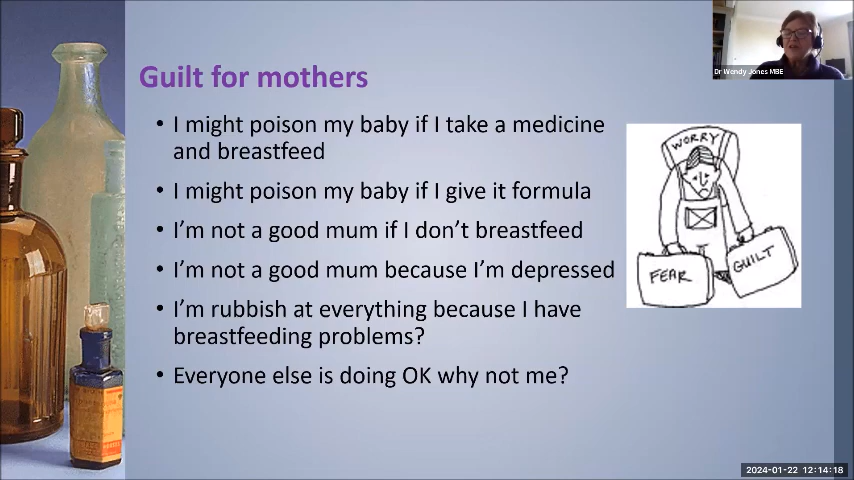 Guilt for mothers
• I might poison my baby if I take a medicine
and breastfeed
• I might poison my baby if I give it formula
• I'm not a good mum if I don't breastfeed
• I'm not a good mum because I'm depressed
• I'm rubbish at everything because I have
breastfeeding problems?
• Everyone else is doing OK why not me?
WORRY
FEAR
GUILT
Dr Wendy Jones MBE
2024-01-22 12:14:18